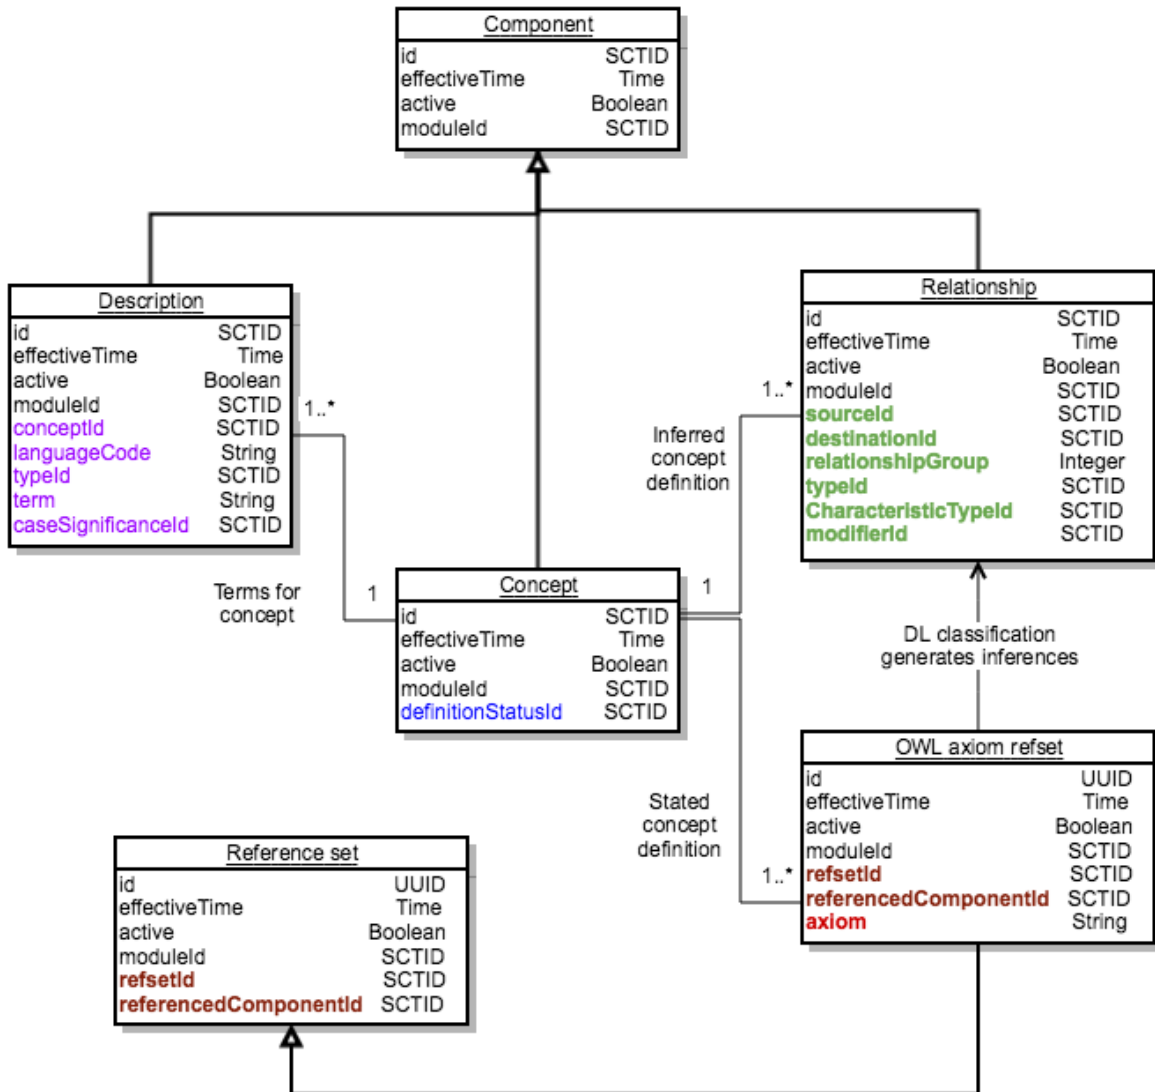 Component
id SCTID
effectiveTime Time
active Boolean
moduleId SCTID
Description
id SCTID
effectiveTime Time
active Boolean
moduleId SCTID
conceptId SCTID
languageCode String
typeId SCTID
term String
caseSignificanceId SCTID
1..*
Terms for
concept
1
Relationship
id SCTID
effectiveTime Time
active Boolean
moduleId SCTID
sourceId SCTID
destinationId SCTID
relationshipGroup Integer
typeId SCTID
CharacteristicTypeId SCTID
modifierId SCTID
1..*
Inferred
concept
definition
1
Concept
id SCTID
effectiveTime Time
active Boolean
moduleId SCTID
definitionStatusId SCTID
DL classification
generates inferences
Stated
concept
definition
1..*
OWL axiom refset
id UUID
effectiveTime Time
active Boolean
moduleId SCTID
refsetId SCTID
referencedComponentId SCTID
axiom String
Reference set
id UUID
effectiveTime Time
active Boolean
moduleId SCTID
refsetId SCTID
referencedComponentId SCTID